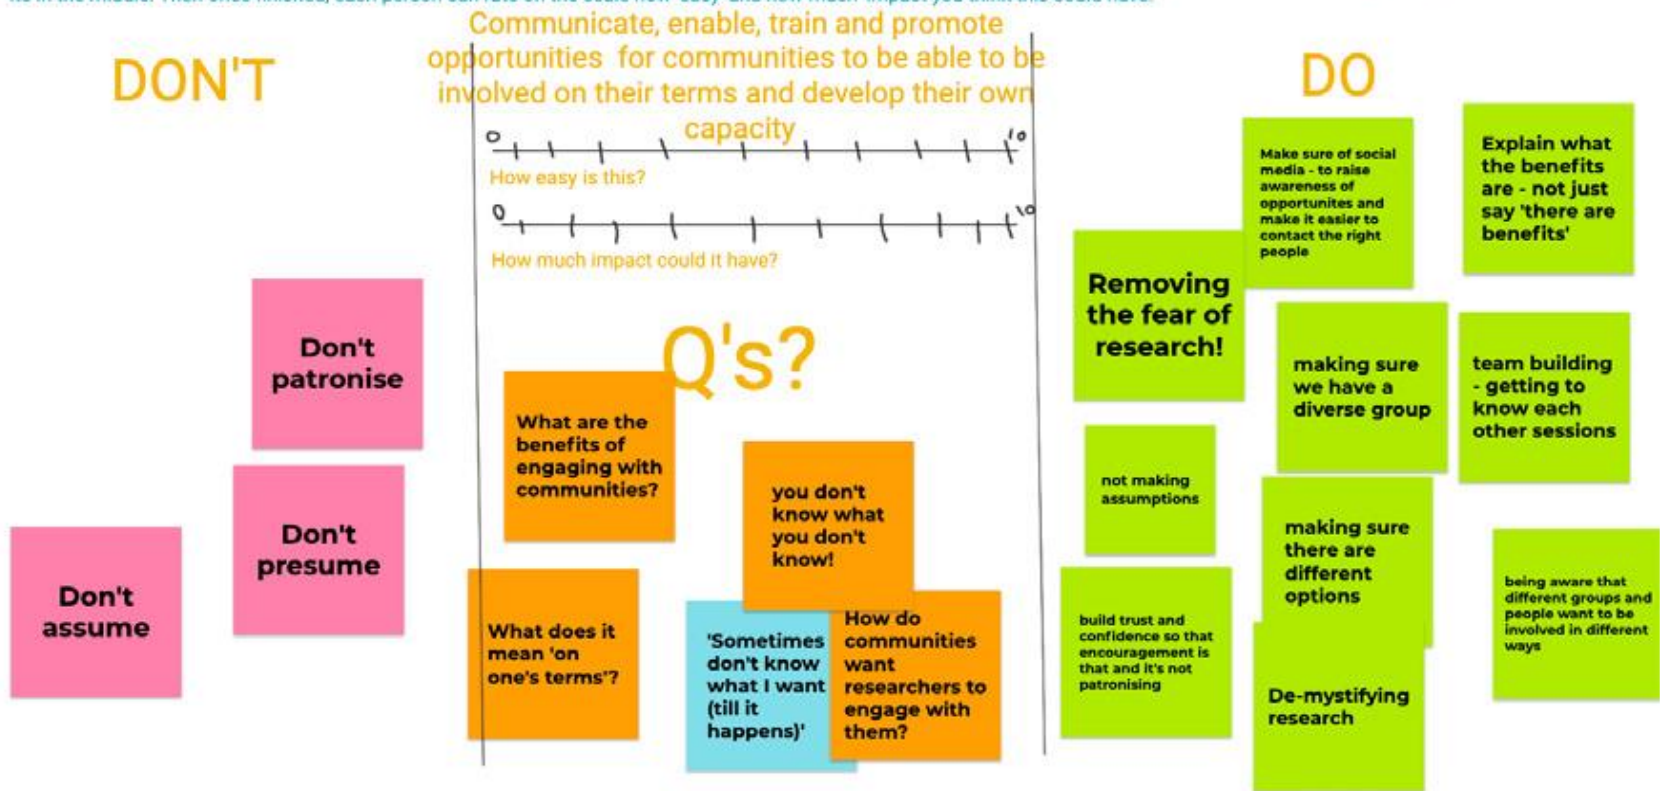 Communicate, enable, train and promote
opportunities for communities to be able to be
involved on their terms and develop their own
capacity
DON'T
Don't
patronise
Don't
presume
Don't
assume
0
10
How easy is this?
0
10
How much impact could it have?
Q's?
What are the
benefits of
engaging with
communities?
you don't
know what
you don't
know!
What does it
mean 'on
one's terms'?
'Sometimes
don't know
what I want
(till it
happens)'
How do
communities
want
researchers to
engage with
them?
DO
Make sure of social
media - to raise
awareness of
opportunites and
make it easier to
contact the right
people
Explain what
the benefits
are - not just
say 'there are
benefits'
Removing
the fear of
research!
making sure
we have a
diverse group
team building
- getting to
know each
other sessions
not making
assumptions
making sure
there are
different
options
build trust and
confidence so that
encouragement is
that and it's not
patronising
being aware that
different groups and
people want to be
involved in different
ways
De-mystifying
research